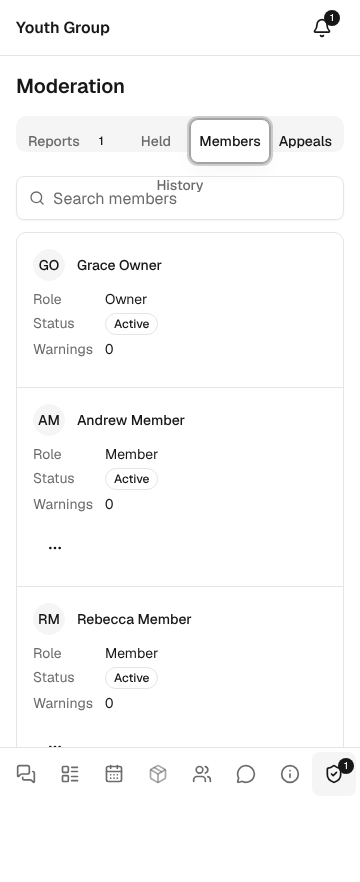 Youth Group
1
Moderation
Reports 1 Held Members Appeals
History
Search members
GO Grace Owner
Role Owner
Status Active
Warnings 0
AM Andrew Member
Role Member
Status Active
Warnings 0
...
RM Rebecca Member
Role Member
Status Active
Warnings 0
...
1